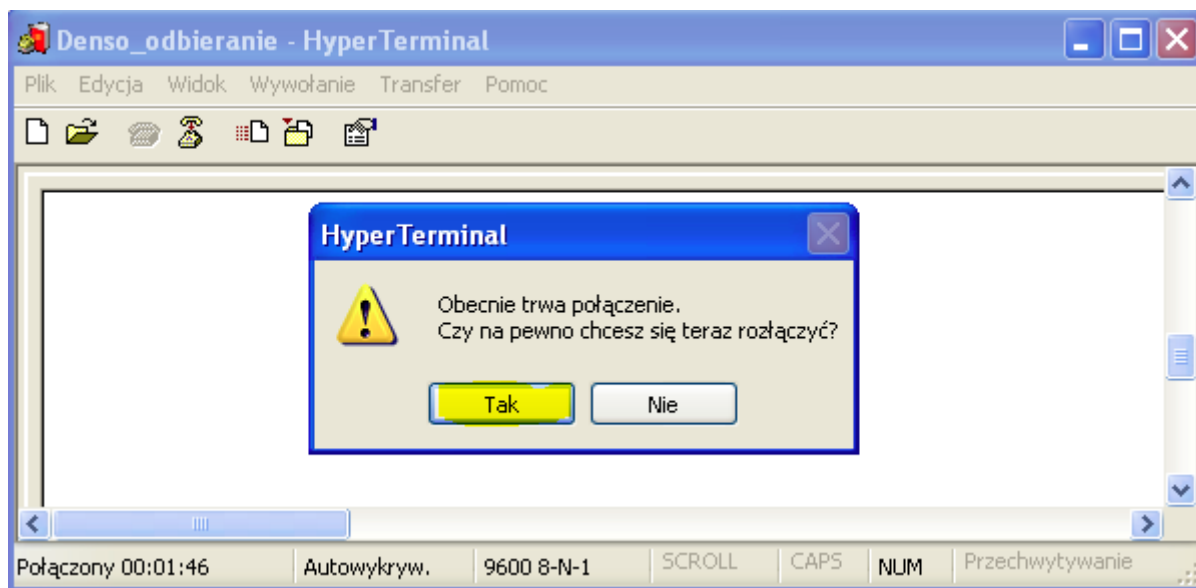 Denso_odbieranie - HyperTerminal
Plik Edycja Widok Wywołanie Transfer Pomoc
HyperTerminal
Obecnie trwa połączenie.
Czy na pewno chcesz się teraz rozłączyć?
Tak Nie
Połączony 00:01:46 Autowykryw. 9600 8-N-1 SCROLL CAPS NUM Przechwytywanie